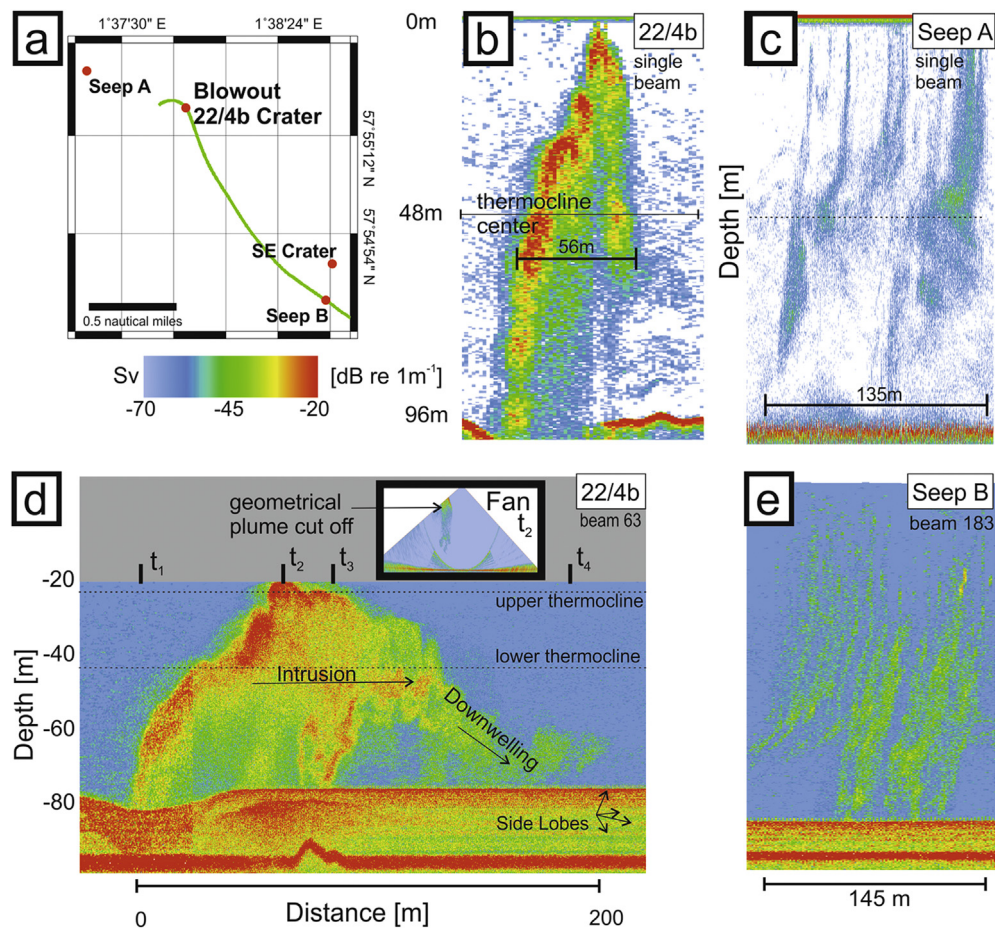 a
1°37'30" E
1°38'24" E
Seep A
Blowout
22/4b Crater
57°55'12" N
57°54'54" N
SE Crater
Seep B
0.5 nautical miles
Sv
[dB re 1m⁻¹]
-70
-45
-20
b
22/4b
single
beam
0m
48m
96m
thermocline
center
56m
c
Seep A
single
beam
Depth [m]
135m
d
22/4b
beam 63
geometrical
plume cut off
Fan
t₂
t₁
t₂
t₃
t₄
-20
-40
-60
-80
Depth [m]
upper thermocline
lower thermocline
Intrusion
Downwelling
Side Lobes
0
Distance [m]
200
e
Seep B
beam 183
145 m